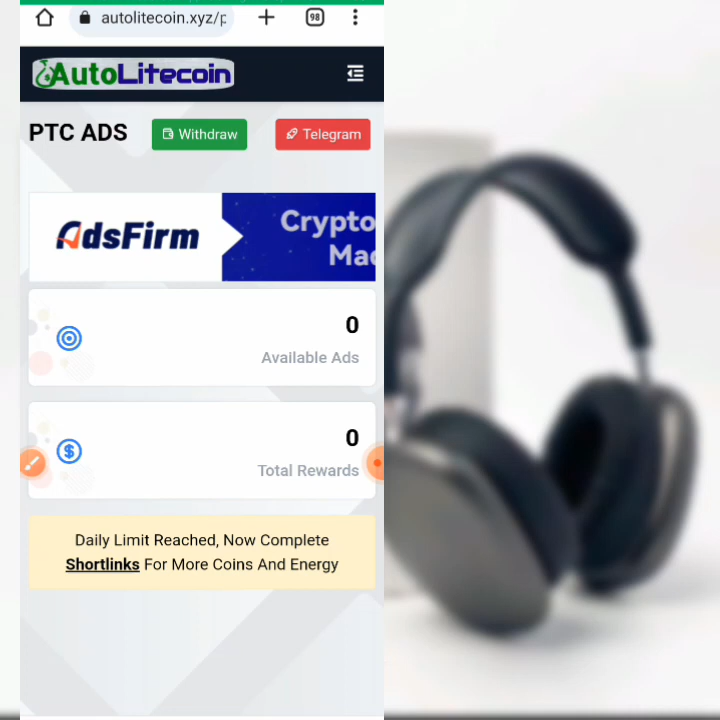 autolitecoin.xyz/p
98
AutoLitecoin
PTC ADS
Withdraw
Telegram
AdsFirm
Crypto
Mad
0
Available Ads
0
Total Rewards
Daily Limit Reached, Now Complete
Shortlinks For More Coins And Energy